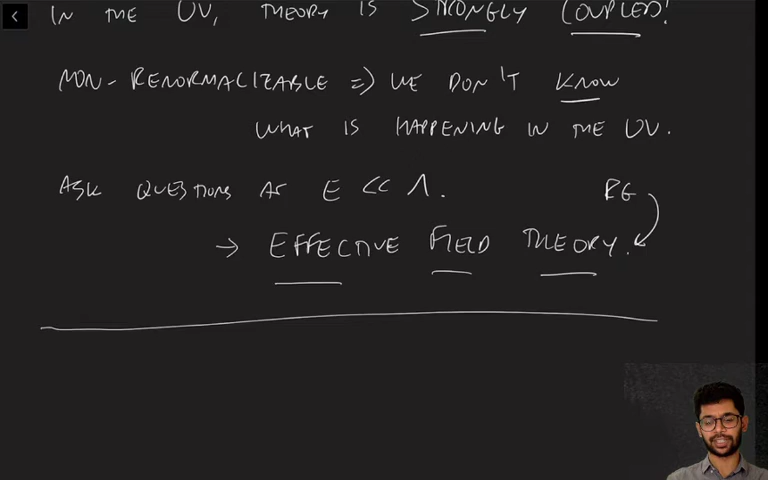 IN THE UV, THEORY IS STRONGLY COUPLED!
NON-RENORMALIZABLE => WE DON'T KNOW
WHAT IS HAPPENING IN THE UV.
ASK QUESTIONS AT E << Λ. RG
→ EFFECTIVE FIELD THEORY.